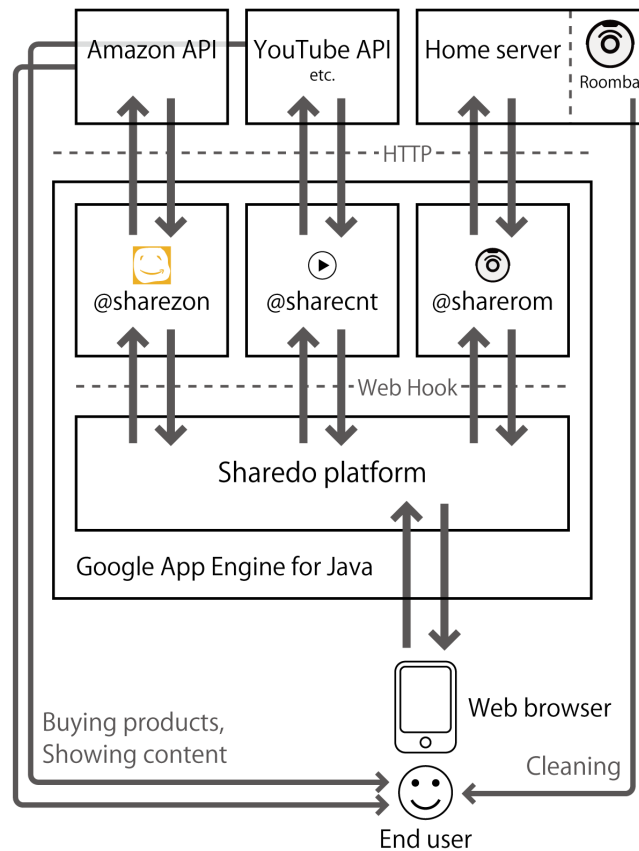 Amazon API
YouTube API
etc.
Home server
Roomba
HTTP
@sharezon
@sharecnt
@sharerom
Web Hook
Sharedo platform
Google App Engine for Java
Web browser
Buying products,
Showing content
Cleaning
End user